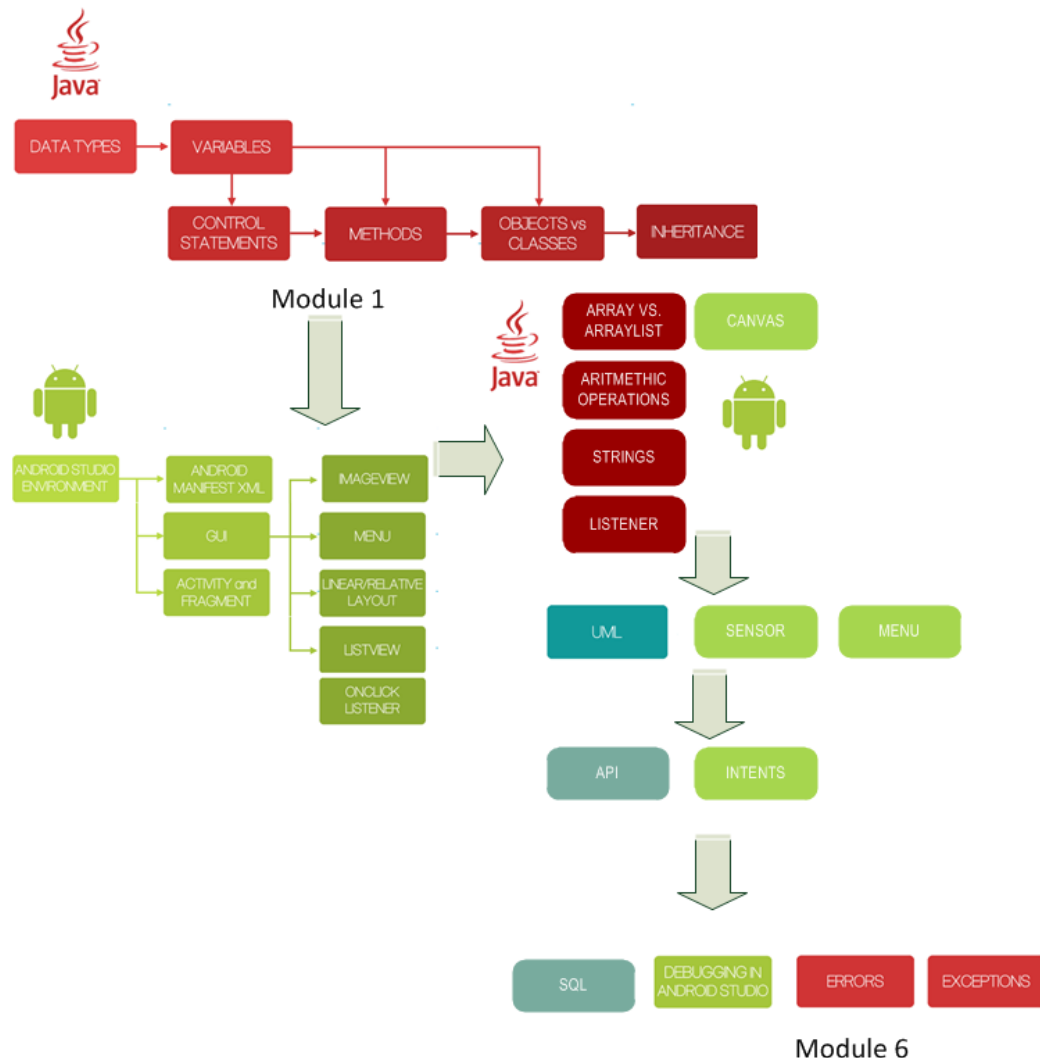 Java
DATA TYPES
VARIABLES
CONTROL
STATEMENTS
METHODS
OBJECTS vs
CLASSES
INHERITANCE
Module 1
Java
ARRAY VS.
ARRAYLIST
CANVAS
ARITMETHIC
OPERATIONS
STRINGS
LISTENER
ANDROID STUDIO
ENVIRONMENT
ANDROID
MANIFEST XML
GUI
ACTIVITY and
FRAGMENT
IMAGEVIEW
MENU
LINEAR/RELATIVE
LAYOUT
LISTVIEW
ONCLICK
LISTENER
UML
SENSOR
MENU
API
INTENTS
SQL
DEBUGGING IN
ANDROID STUDIO
ERRORS
EXCEPTIONS
Module 6